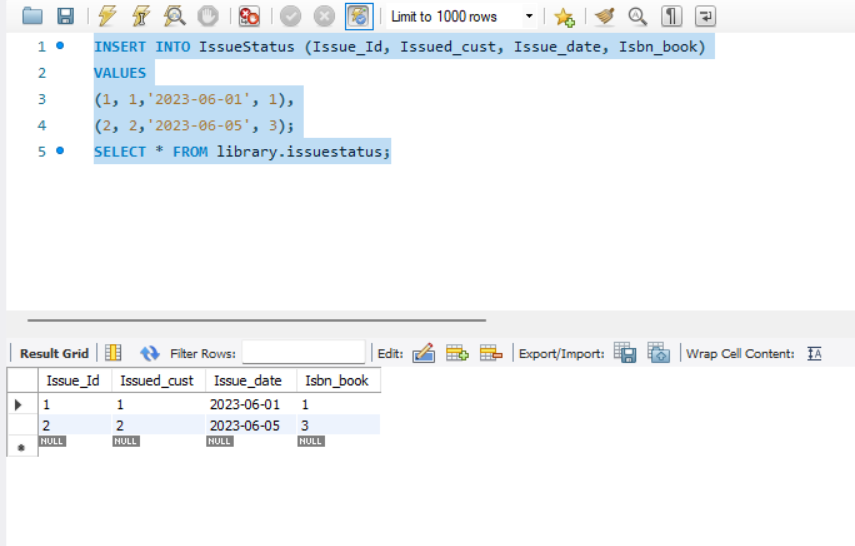 Limit to 1000 rows
1 INSERT INTO IssueStatus (Issue_Id, Issued_cust, Issue_date, Isbn_book)
2 VALUES
3 (1, 1,'2023-06-01', 1),
4 (2, 2,'2023-06-05', 3);
5 SELECT * FROM library.issuestatus;
Result Grid Filter Rows: Edit: Export/Import: Wrap Cell Content: IA
Issue_Id Issued_cust Issue_date Isbn_book
1 1 2023-06-01 1
2 2 2023-06-05 3
NULL NULL NULL NULL